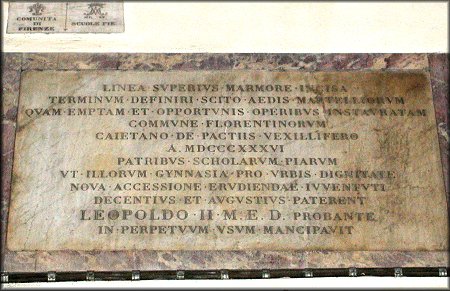 COMUNITA
DI
FIRENZE
SCUOLE PIE
LINEA SVPERIVS MARMORE INCISA
TERMINVM DEFINIRI SCITO AEDIS MARTELLIORVM
QVAM EMPTAM ET OPPORTVNIS OPERIBVS INSTAVRATAM
COMMVNE FLORENTINORVM
CAIETANO DE PACTIIS VEXILLIFERO
A. MDCCCXXXVI
PATRIBVS SCHOLARVM PIARVM
VT ILLORVM GYNNASIA PRO VRBIS DIGNITATE
NOVA ACCESSIONE ERVDIENDAE IVVENTVTI
DECENTIVS ET AVGVSTIVS PATERENT
LEOPOLDO II M. E. D. PROBANTE
IN PERPETVVM VSVM MANCIPAVIT